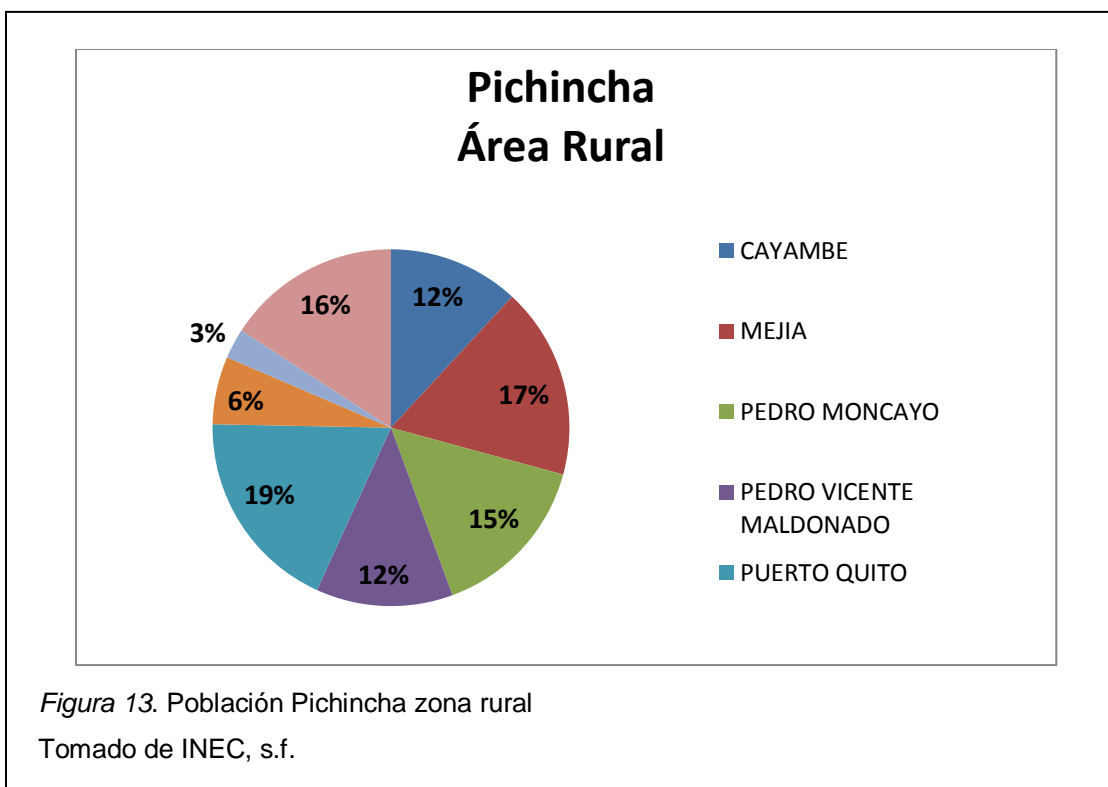 Pichincha
Área Rural
12%
17%
15%
12%
19%
6%
3%
16%
CAYAMBE
MEJIA
PEDRO MONCAYO
PEDRO VICENTE
MALDONADO
PUERTO QUITO
Figura 13. Población Pichincha zona rural
Tomado de INEC, s.f.